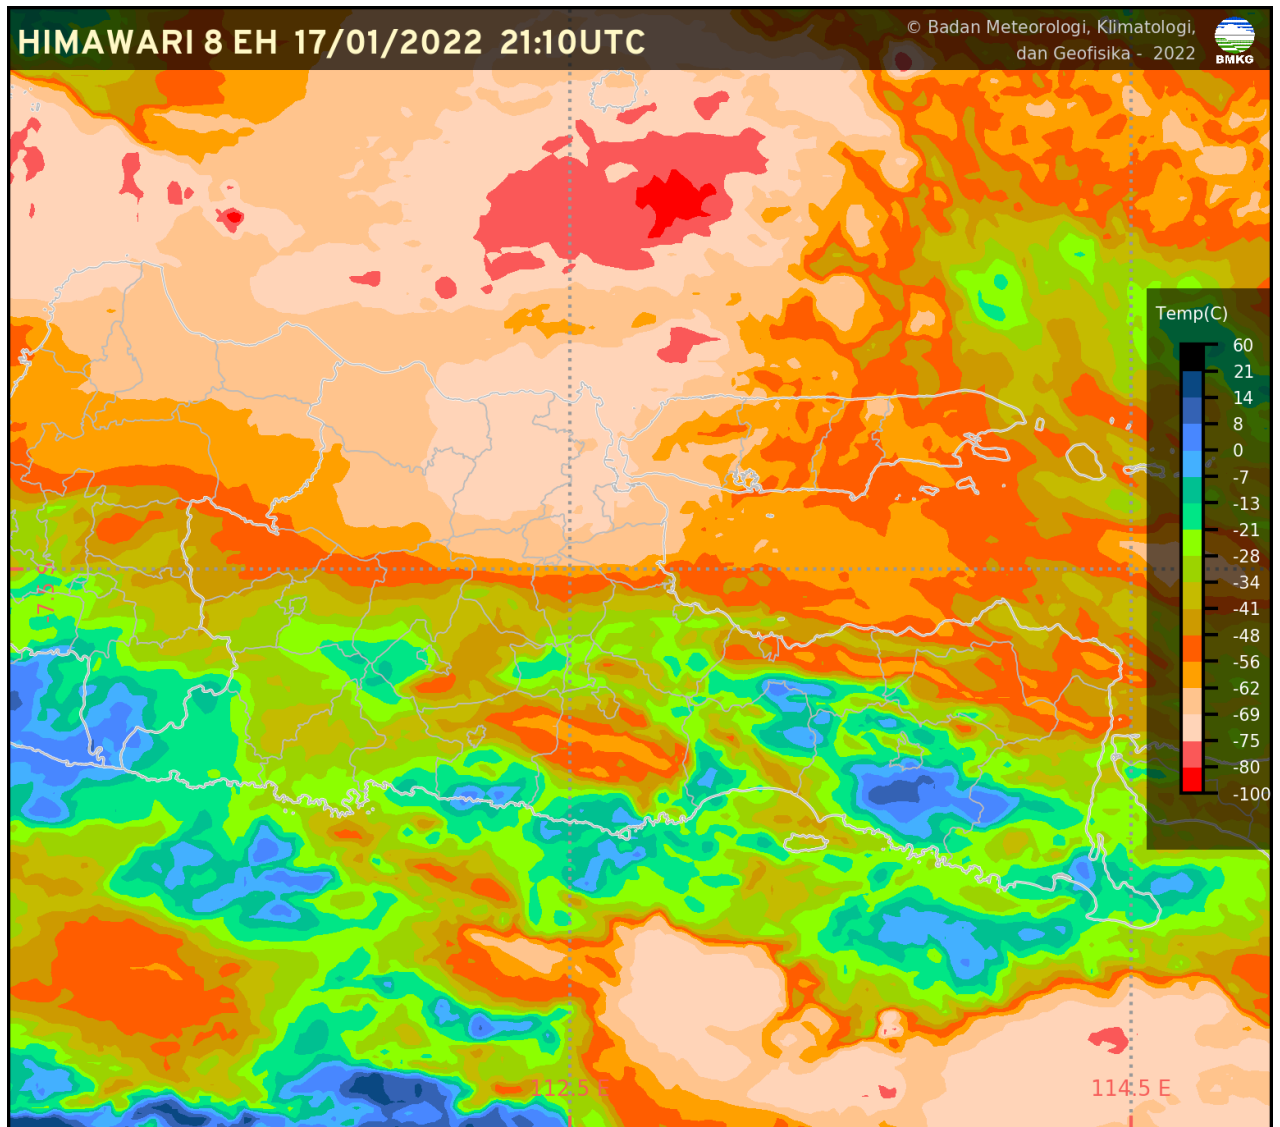 HIMAWARI 8 EH 17/01/2022 21:10UTC
© Badan Meteorologi, Klimatologi,
dan Geofisika - 2022
BMKG
Temp(C)
60
21
14
8
0
-7
-13
-21
-28
-34
-41
-48
-56
-62
-69
-75
-80
-100
-7.5 S
112.5 E
114.5 E